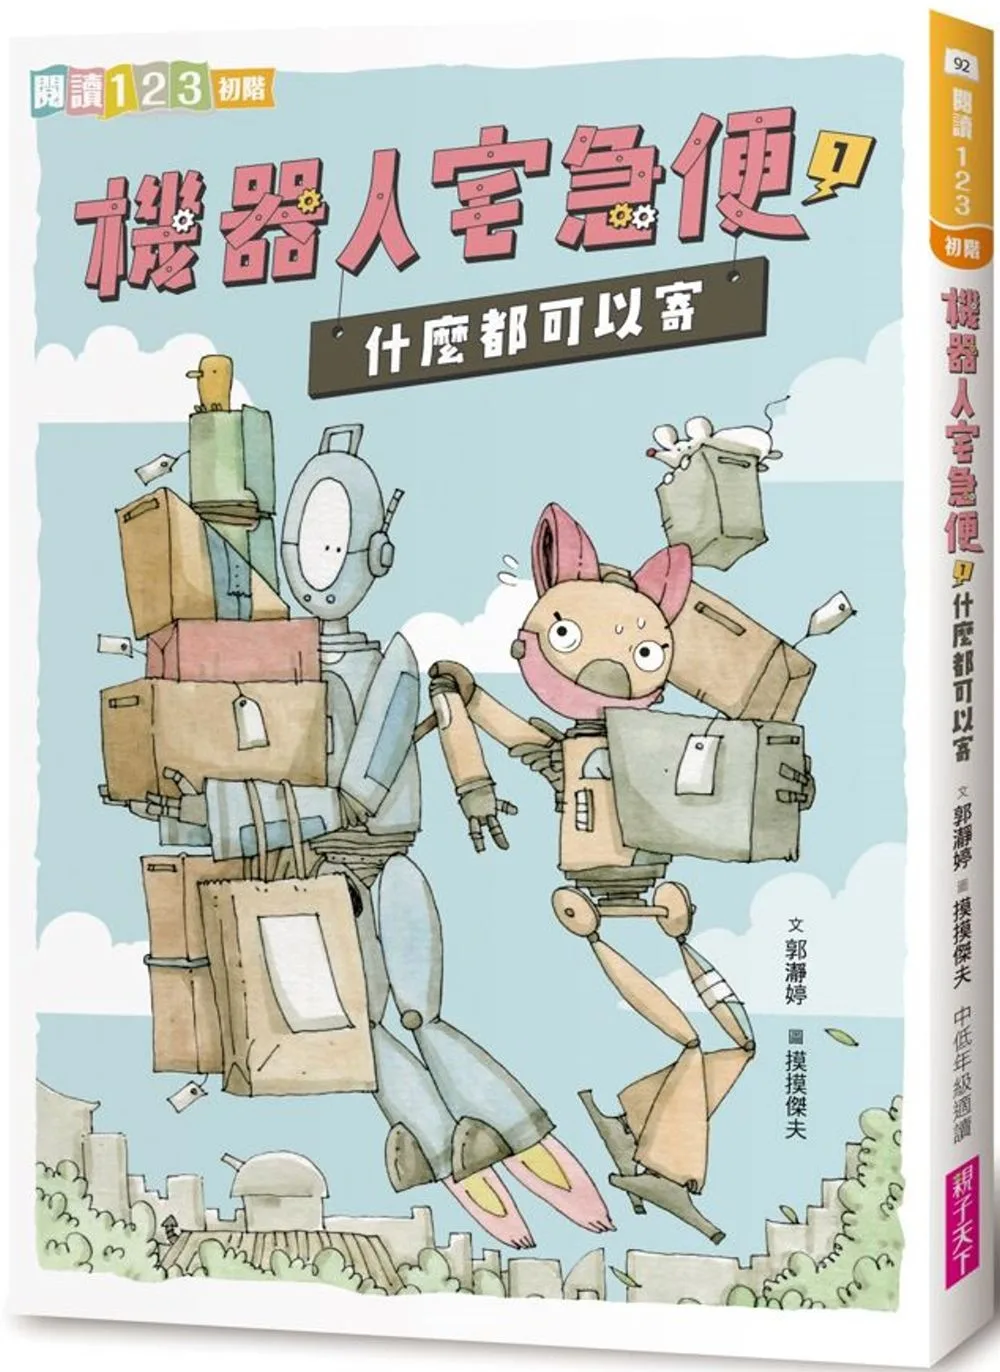 閱讀123初階
機器人宅急便1
什麼都可以寄
文 郭瀞婷
圖 摸摸傑夫
92
閱讀123
初階
機器人宅急便1什麼都可以寄
文 郭瀞婷 圖 摸摸傑夫
中低年級適讀
親子天下